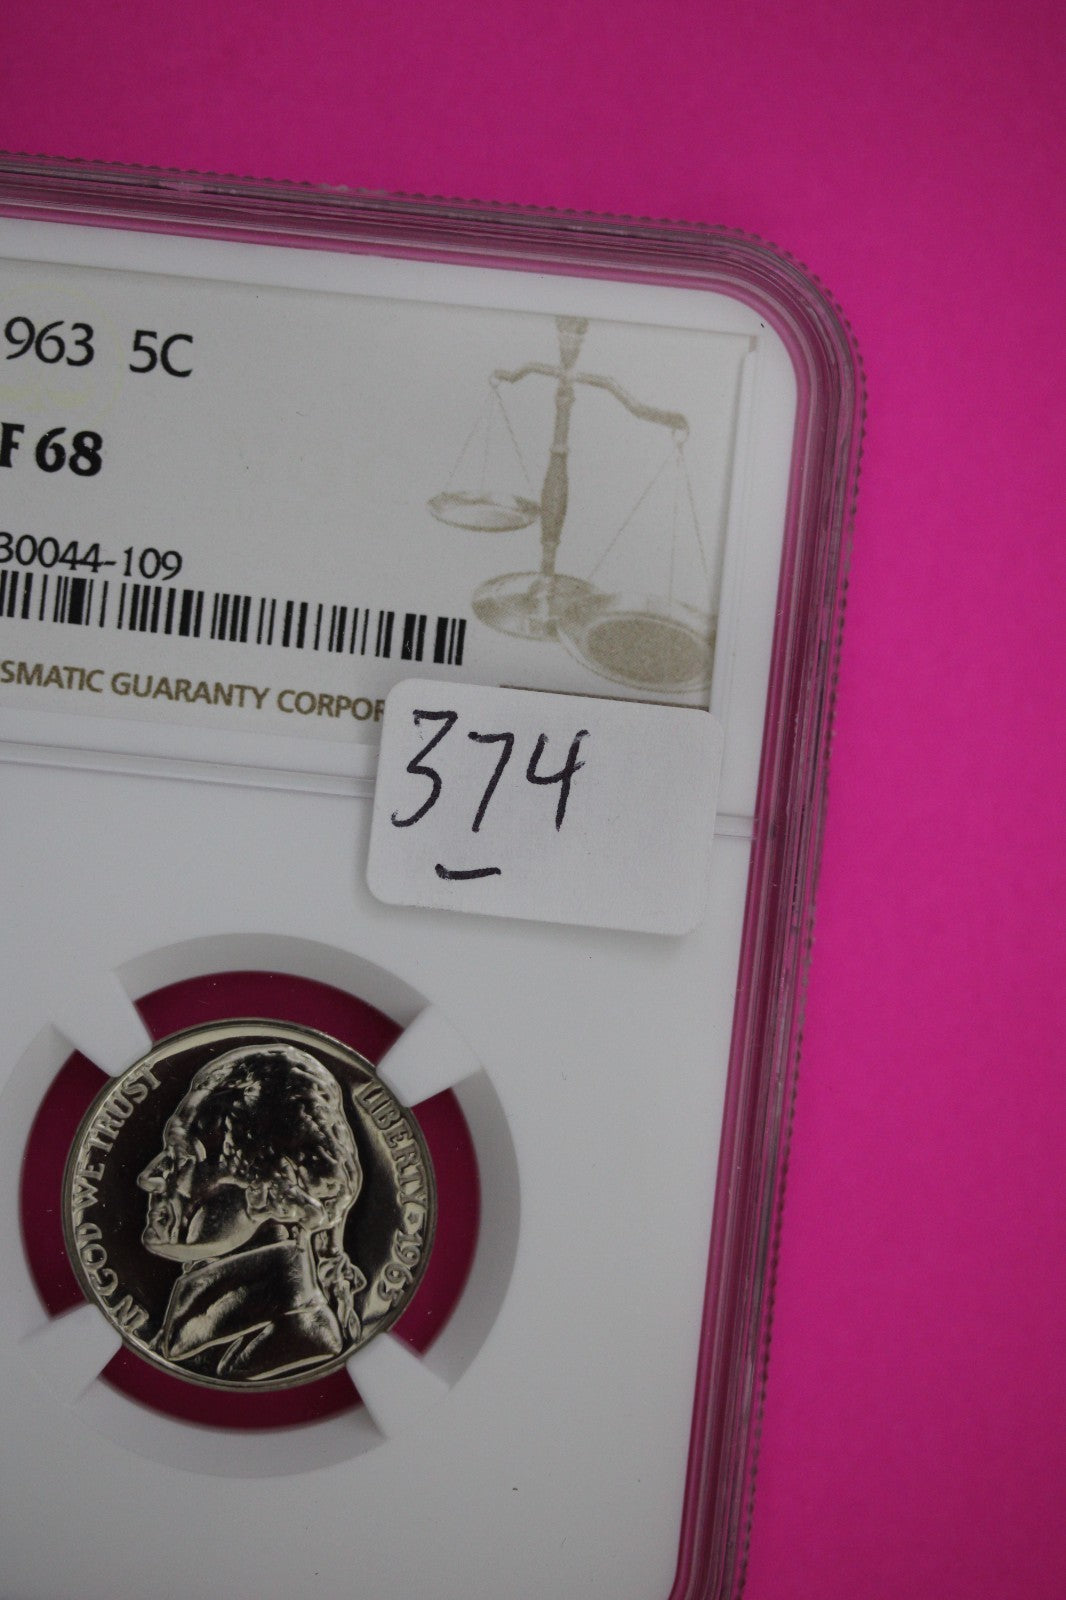 963 5C
F 68
30044-109
SMATIC GUARANTY CORPOR
374
IN GOD WE TRUST
LIBERTY ★ 1963